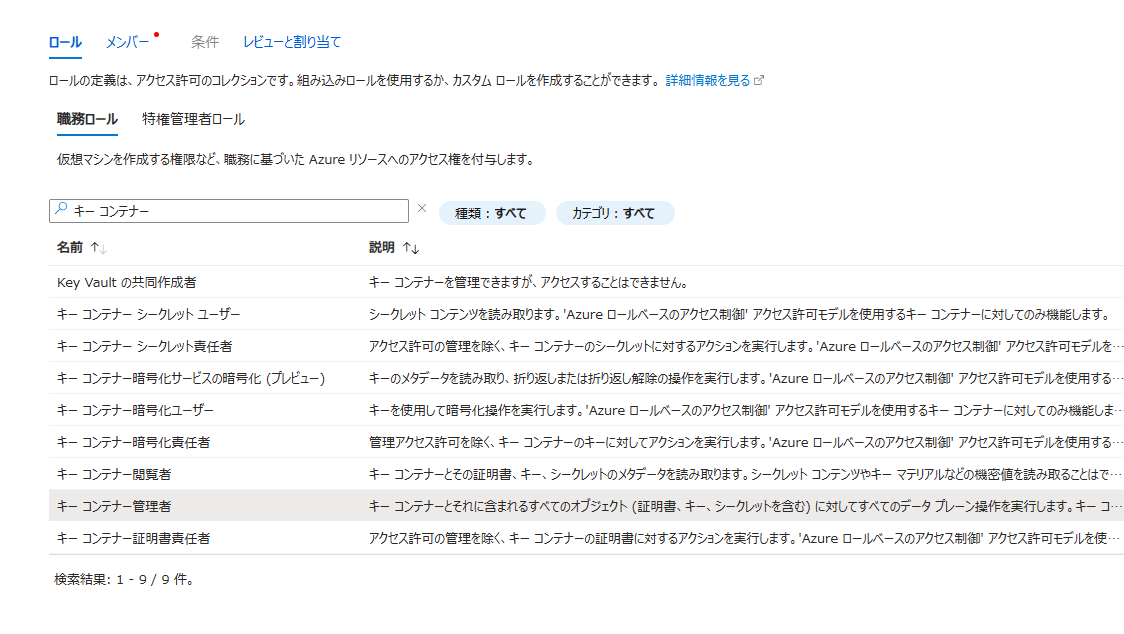 ロール メンバー 条件 レビューと割り当て
ロールの定義は、アクセス許可のコレクションです。組み込みロールを使用するか、カスタム ロールを作成することができます。 詳細情報を見る
職務ロール 特権管理者ロール
仮想マシンを作成する権限など、職務に基づいた Azure リソースへのアクセス権を付与します。
キー コンテナー × 種類 : すべて カテゴリ : すべて
名前 ↑↓ 説明 ↑↓
Key Vault の共同作成者 キー コンテナーを管理できますが、アクセスすることはできません。
キー コンテナー シークレット ユーザー シークレット コンテンツを読み取ります。'Azure ロールベースのアクセス制御' アクセス許可モデルを使用するキー コンテナーに対してのみ機能します。
キー コンテナー シークレット責任者 アクセス許可の管理を除く、キー コンテナーのシークレットに対するアクションを実行します。'Azure ロールベースのアクセス制御' アクセス許可モデルを…
キー コンテナー暗号化サービスの暗号化 (プレビュー) キーのメタデータを読み取り、折り返しまたは折り返し解除の操作を実行します。'Azure ロールベースのアクセス制御' アクセス許可モデルを使用する…
キー コンテナー暗号化ユーザー キーを使用して暗号化操作を実行します。'Azure ロールベースのアクセス制御' アクセス許可モデルを使用するキー コンテナーに対してのみ機能しま…
キー コンテナー暗号化責任者 管理アクセス許可を除く、キー コンテナーのキーに対してアクションを実行します。'Azure ロールベースのアクセス制御' アクセス許可モデルを使用する…
キー コンテナー閲覧者 キー コンテナーとその証明書、キー、シークレットのメタデータを読み取ります。シークレット コンテンツやキー マテリアルなどの機密値を読み取ることはで…
キー コンテナー管理者 キー コンテナーとそれに含まれるすべてのオブジェクト (証明書、キー、シークレットを含む) に対してすべてのデータ プレーン操作を実行します。キー コ…
キー コンテナー証明書責任者 アクセス許可の管理を除く、キー コンテナーの証明書に対するアクションを実行します。'Azure ロールベースのアクセス制御' アクセス許可モデルを使…
検索結果: 1 - 9 / 9 件。